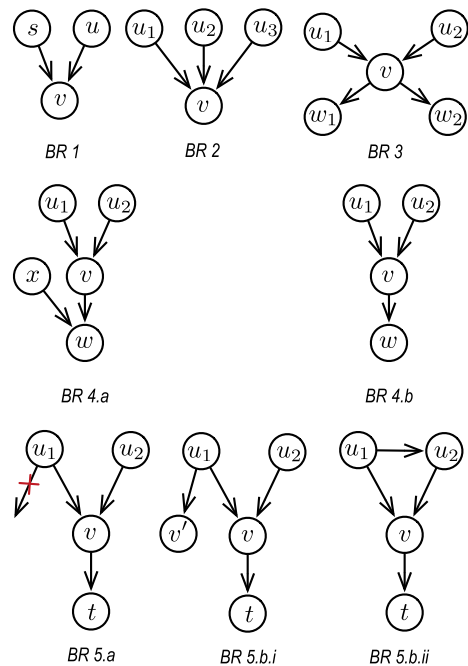 s u u₁ u₂ u₃ u₁ u₂
v v v
w₁ w₂
BR 1 BR 2 BR 3
u₁ u₂ u₁ u₂
x v v
w w
BR 4.a BR 4.b
u₁ u₂ u₁ u₂ u₁ u₂
v v' v v
t t t
BR 5.a BR 5.b.i BR 5.b.ii